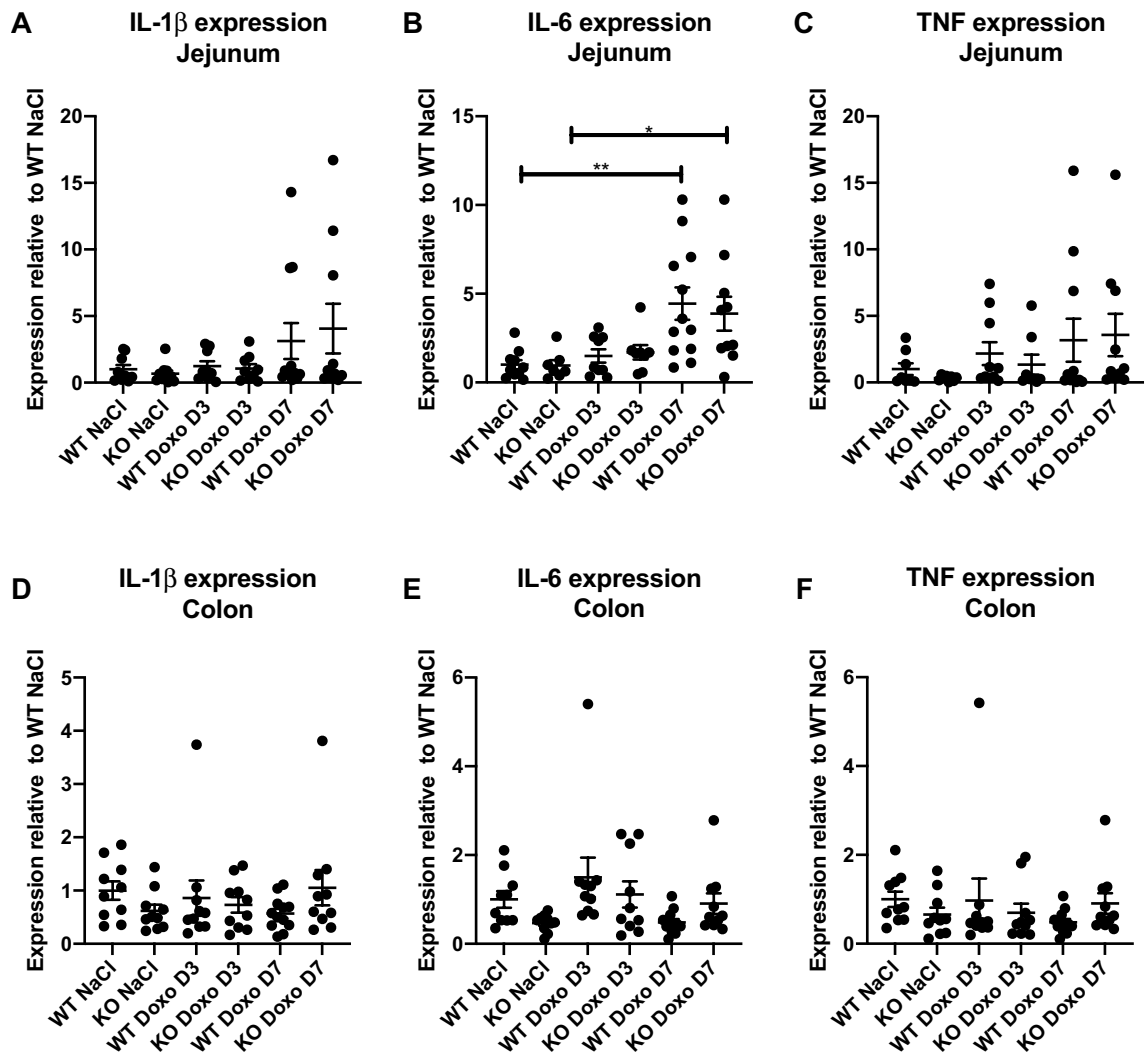 A
IL-1β expression
Jejunum
Expression relative to WT NaCl
20
15
10
5
0
WT NaCl
KO NaCl
WT Doxo D3
KO Doxo D3
WT Doxo D7
KO Doxo D7
B
IL-6 expression
Jejunum
Expression relative to WT NaCl
15
10
5
0
*
**
WT NaCl
KO NaCl
WT Doxo D3
KO Doxo D3
WT Doxo D7
KO Doxo D7
C
TNF expression
Jejunum
Expression relative to WT NaCl
20
15
10
5
0
WT NaCl
KO NaCl
WT Doxo D3
KO Doxo D3
WT Doxo D7
KO Doxo D7
D
IL-1β expression
Colon
Expression relative to WT NaCl
5
4
3
2
1
0
WT NaCl
KO NaCl
WT Doxo D3
KO Doxo D3
WT Doxo D7
KO Doxo D7
E
IL-6 expression
Colon
Expression relative to WT NaCl
6
4
2
0
WT NaCl
KO NaCl
WT Doxo D3
KO Doxo D3
WT Doxo D7
KO Doxo D7
F
TNF expression
Colon
Expression relative to WT NaCl
6
4
2
0
WT NaCl
KO NaCl
WT Doxo D3
KO Doxo D3
WT Doxo D7
KO Doxo D7